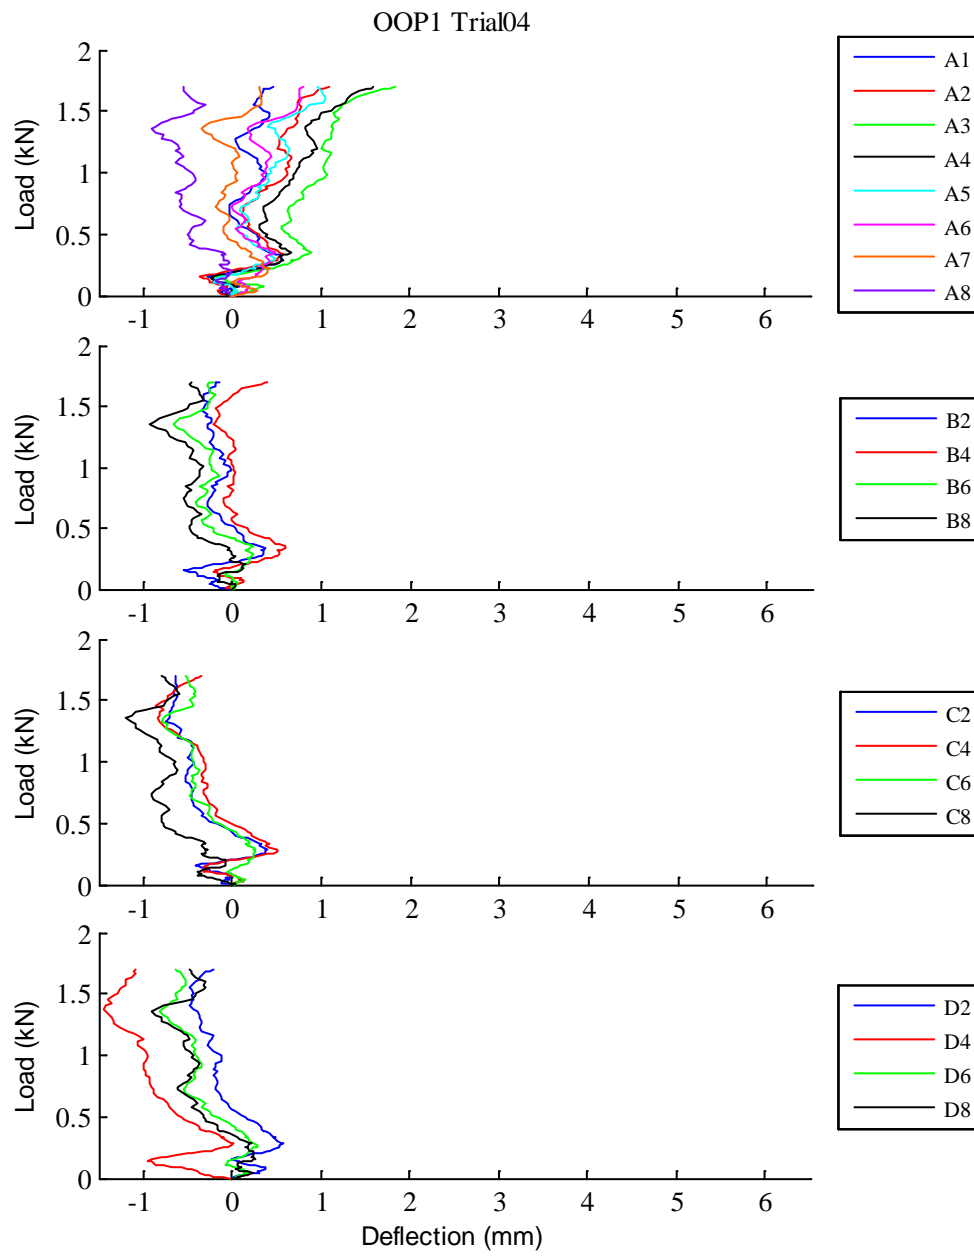 OOP1 Trial04
2
1.5
1
0.5
0
Load (kN)
-1 0 1 2 3 4 5 6
A1
A2
A3
A4
A5
A6
A7
A8
2
1.5
1
0.5
0
Load (kN)
-1 0 1 2 3 4 5 6
B2
B4
B6
B8
2
1.5
1
0.5
0
Load (kN)
-1 0 1 2 3 4 5 6
C2
C4
C6
C8
2
1.5
1
0.5
0
Load (kN)
-1 0 1 2 3 4 5 6
Deflection (mm)
D2
D4
D6
D8